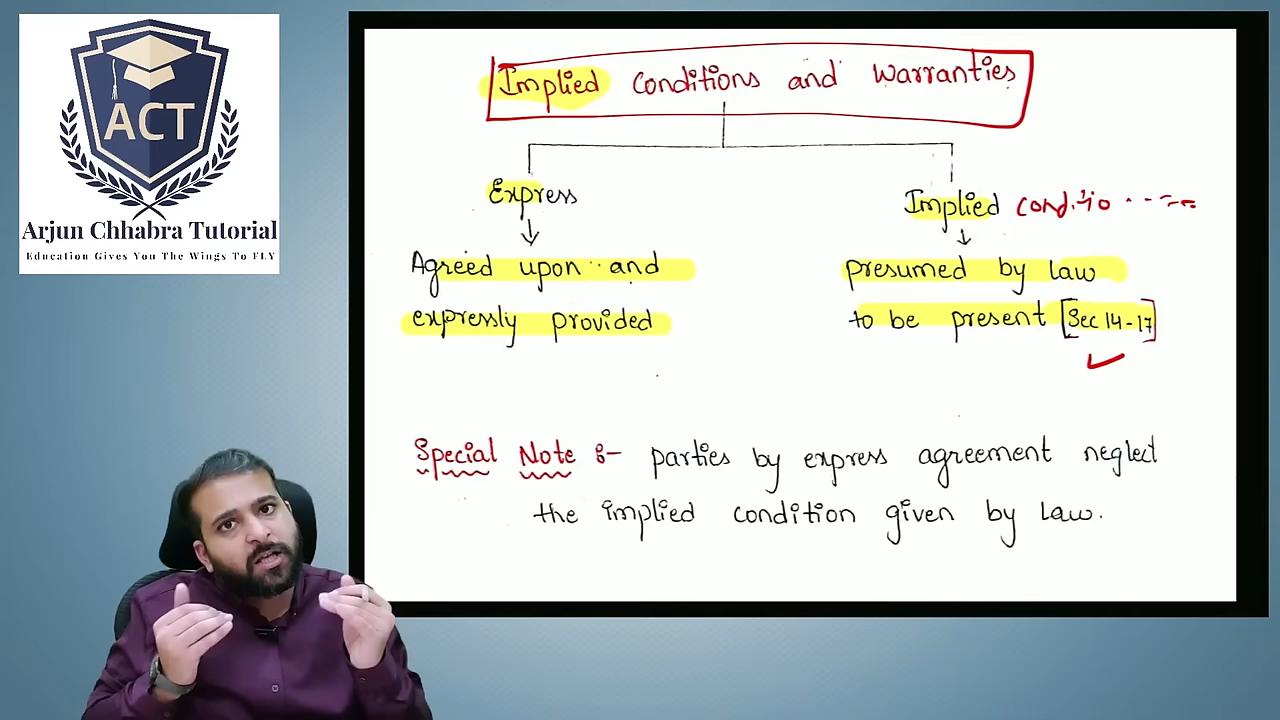 ACT
Arjun Chhabra Tutorial
Education Gives You The Wings To FLY
Implied Conditions and Warranties
Express
Implied
Agreed upon and
expressly provided
presumed by law
to be present [Sec 14-17]
Special Note :- parties by express agreement neglect
the implied condition given by law.